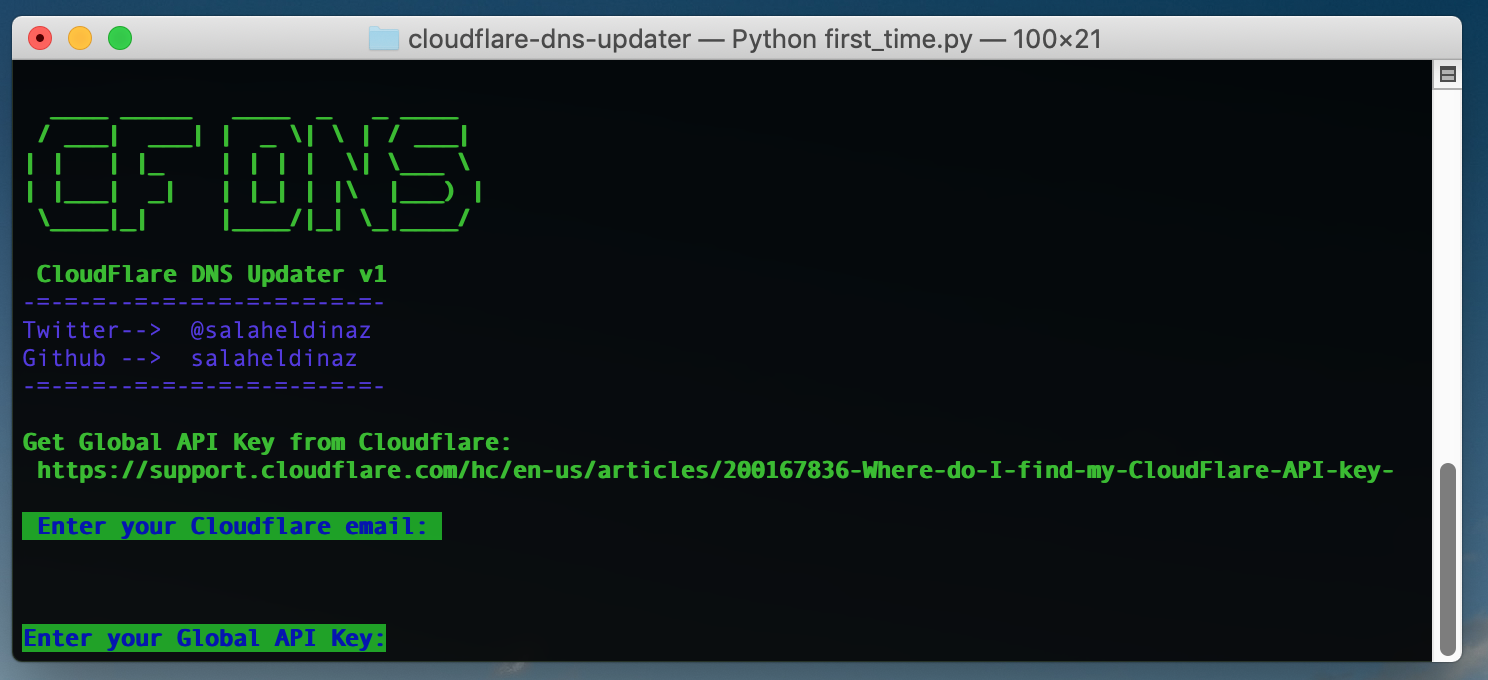 cloudflare-dns-updater — Python first_time.py — 100×21
CF DNS
CloudFlare DNS Updater v1
-=-=-=--=-=-=-=-=-=-=-=-=-
Twitter-->  @salaheldinaz
Github -->  salaheldinaz
-=-=-=--=-=-=-=-=-=-=-=-=-
Get Global API Key from Cloudflare:
https://support.cloudflare.com/hc/en-us/articles/200167836-Where-do-I-find-my-CloudFlare-API-key-
Enter your Cloudflare email:
Enter your Global API Key: